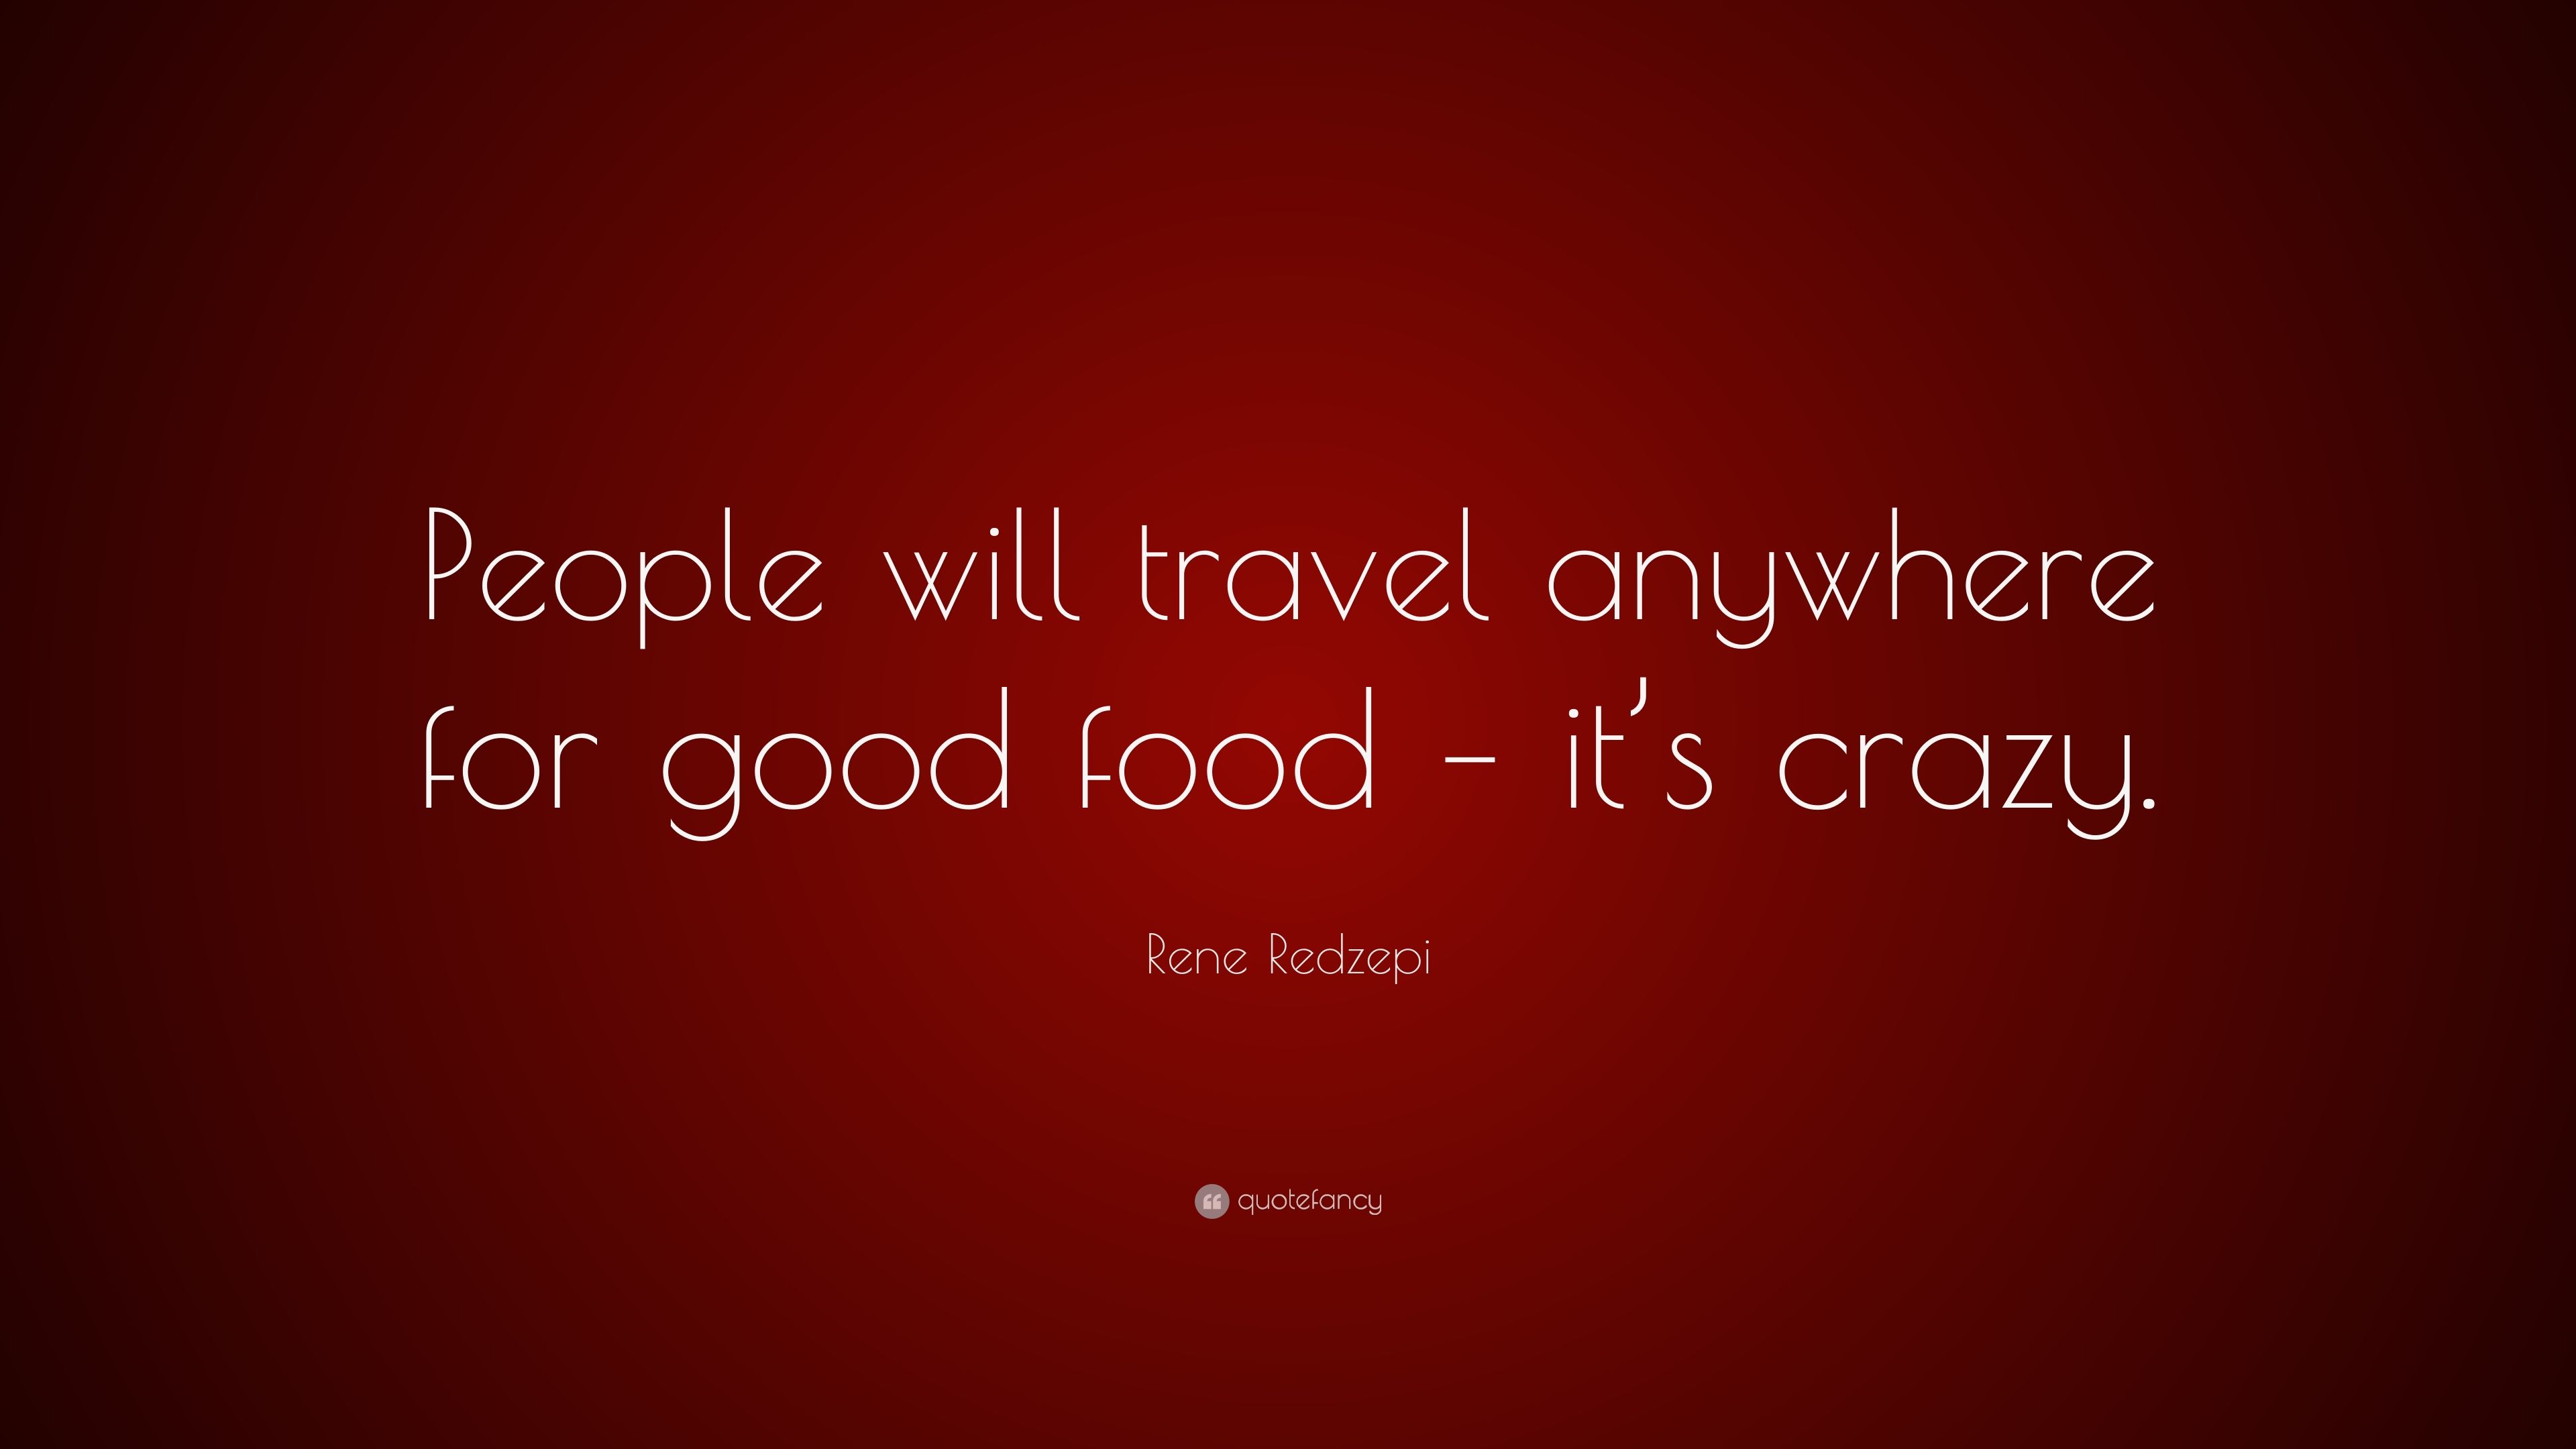 People will travel anywhere
for good food – it’s crazy.
Rene Redzepi
quotefancy